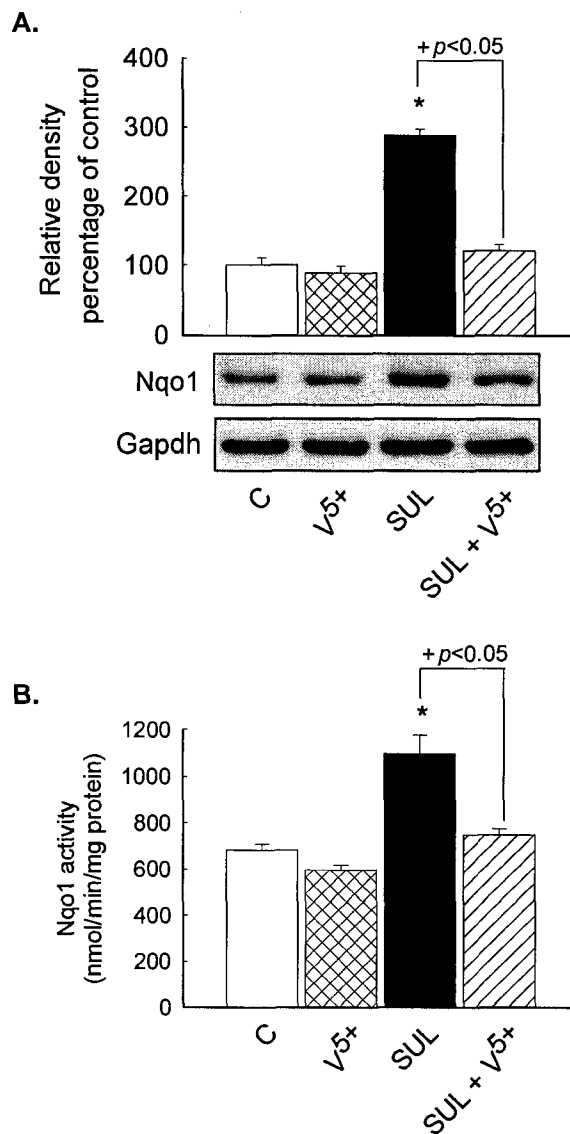 A.
Relative density
percentage of control
400
300
200
100
0
+ p<0.05
*
Nqo1
Gapdh
C
V5+
SUL
SUL + V5+
B.
Nqo1 activity
(nmol/min/mg protein)
1200
1000
800
600
400
200
0
+ p<0.05
*
C
V5+
SUL
SUL + V5+